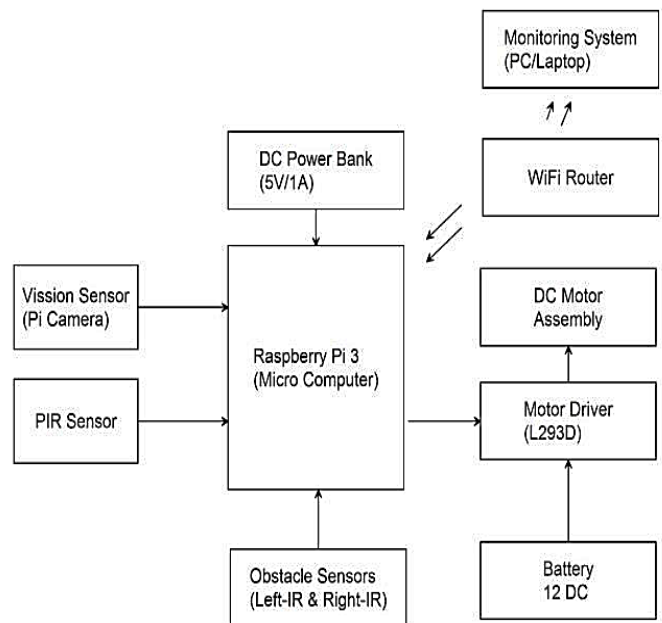 Monitoring System
(PC/Laptop)
DC Power Bank
(5V/1A)
WiFi Router
Vission Sensor
(Pi Camera)
DC Motor
Assembly
Raspberry Pi 3
(Micro Computer)
PIR Sensor
Motor Driver
(L293D)
Obstacle Sensors
(Left-IR & Right-IR)
Battery
12 DC